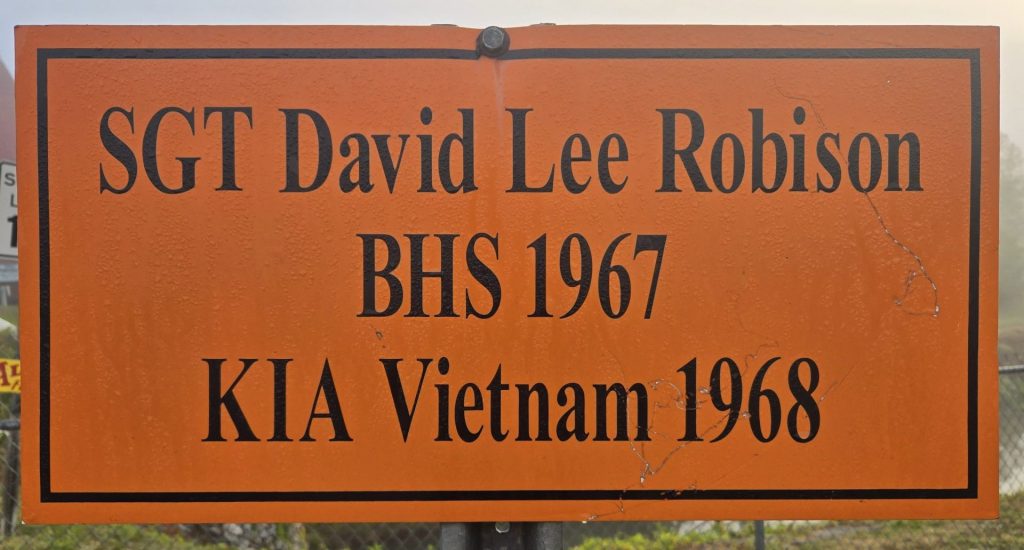 SGT David Lee Robison
BHS 1967
KIA Vietnam 1968